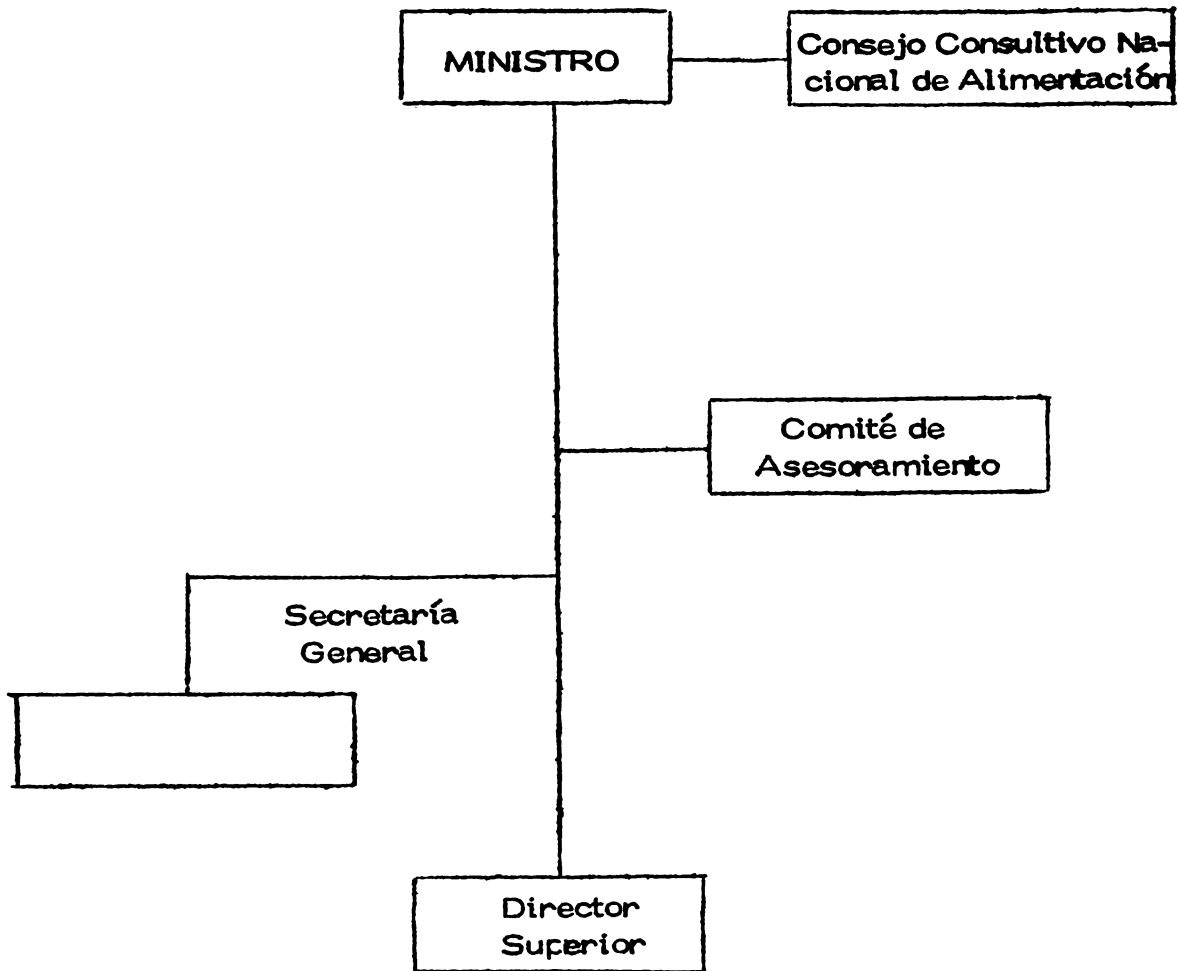 MINISTRO
Consejo Consultivo Na-
cional de Alimentación
Comité de
Asesoramiento
Secretaría
General
Director
Superior